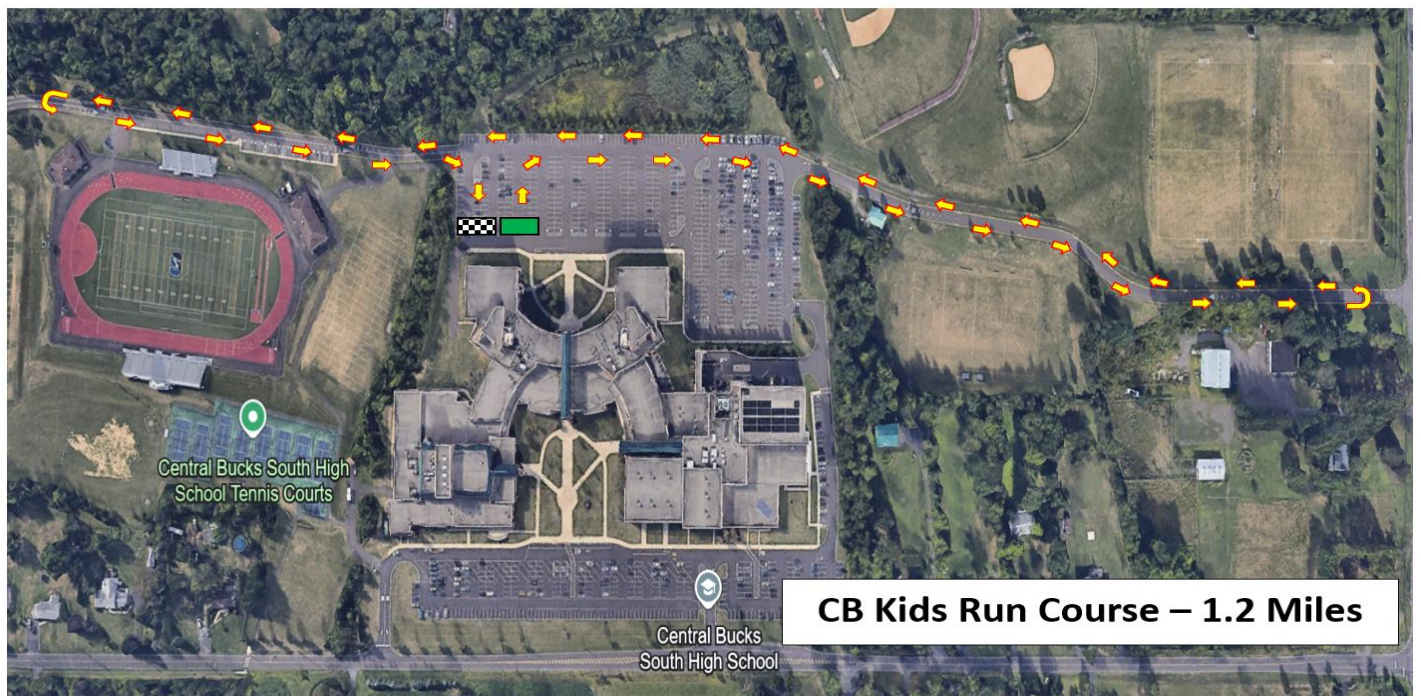 Central Bucks South High
School Tennis Courts
Central Bucks
South High School
CB Kids Run Course – 1.2 Miles